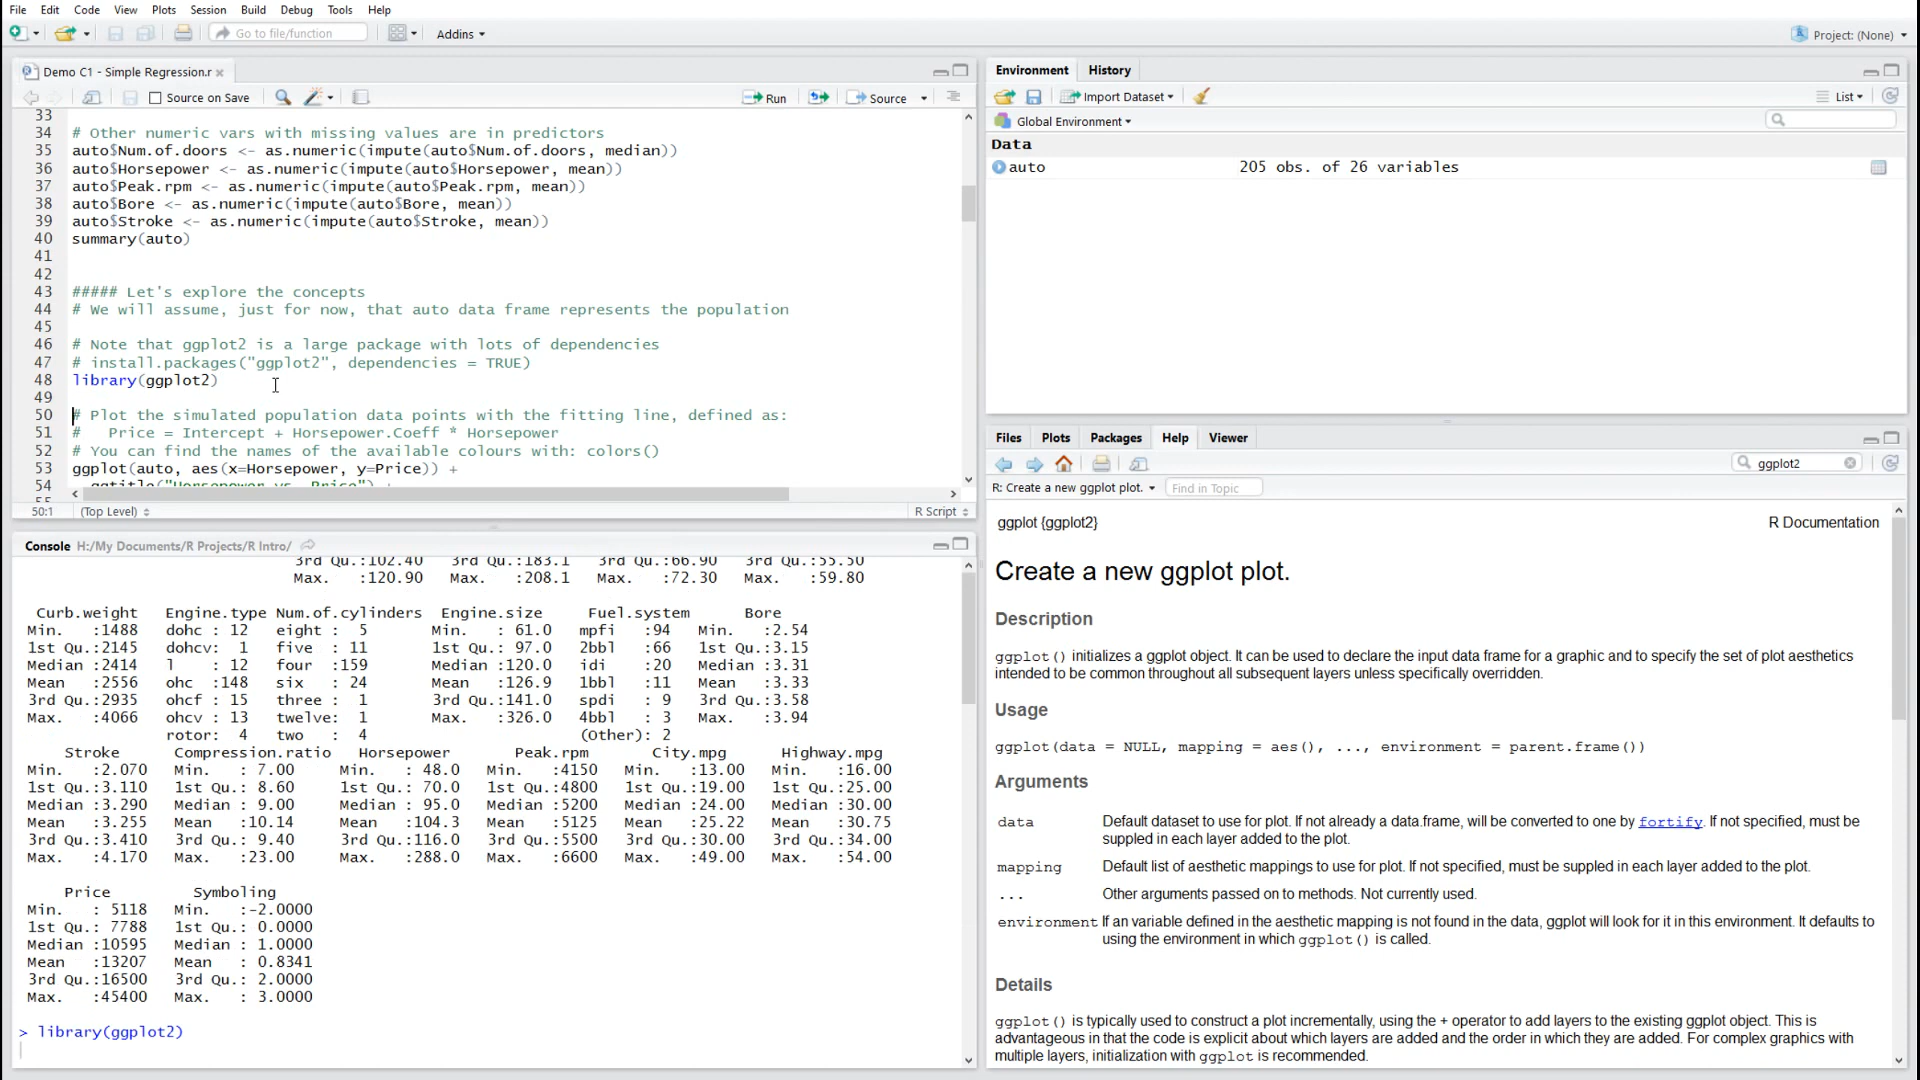 File Edit Code View Plots Session Build Debug Tools Help
Go to file/function Addins Project: (None)
Demo C1 - Simple Regression.r
Source on Save Run Source
33
34 # Other numeric vars with missing values are in predictors
35 auto$Num.of.doors <- as.numeric(impute(auto$Num.of.doors, median))
36 auto$Horsepower <- as.numeric(impute(auto$Horsepower, mean))
37 auto$Peak.rpm <- as.numeric(impute(auto$Peak.rpm, mean))
38 auto$Bore <- as.numeric(impute(auto$Bore, mean))
39 auto$Stroke <- as.numeric(impute(auto$Stroke, mean))
40 summary(auto)
41
42
43 ##### Let's explore the concepts
44 # We will assume, just for now, that auto data frame represents the population
45
46 # Note that ggplot2 is a large package with lots of dependencies
47 # install.packages("ggplot2", dependencies = TRUE)
48 library(ggplot2)
49
50 # Plot the simulated population data points with the fitting line, defined as:
51 #   Price = Intercept + Horsepower.Coeff * Horsepower
52 # You can find the names of the available colours with: colors()
53 ggplot(auto, aes(x=Horsepower, y=Price)) +
54   ggtitle("Horsepower vs. Price") +
55
50:1 (Top Level) R Script
Console H:/My Documents/R Projects/R Intro/
3rd Qu.:102.40 3rd Qu.:183.1 3rd Qu.:66.90 3rd Qu.:55.50
Max. :120.90 Max. :208.1 Max. :72.30 Max. :59.80
Curb.weight Engine.type Num.of.cylinders Engine.size Fuel.system Bore
Min. :1488 dohc : 12 eight : 5 Min. : 61.0 mpfi :94 Min. :2.54
1st Qu.:2145 dohcv: 1 five : 11 1st Qu.: 97.0 2bbl :66 1st Qu.:3.15
Median :2414 l : 12 four :159 Median :120.0 idi :20 Median :3.31
Mean :2556 ohc :148 six : 24 Mean :126.9 1bbl :11 Mean :3.33
3rd Qu.:2935 ohcf : 15 three : 1 3rd Qu.:141.0 spdi : 9 3rd Qu.:3.58
Max. :4066 ohcv : 13 twelve: 1 Max. :326.0 4bbl : 3 Max. :3.94
rotor: 4 two : 4 (Other): 2
Stroke Compression.ratio Horsepower Peak.rpm City.mpg Highway.mpg
Min. :2.070 Min. : 7.00 Min. : 48.0 Min. :4150 Min. :13.00 Min. :16.00
1st Qu.:3.110 1st Qu.: 8.60 1st Qu.: 70.0 1st Qu.:4800 1st Qu.:19.00 1st Qu.:25.00
Median :3.290 Median : 9.00 Median : 95.0 Median :5200 Median :24.00 Median :30.00
Mean :3.255 Mean :10.14 Mean :104.3 Mean :5125 Mean :25.22 Mean :30.75
3rd Qu.:3.410 3rd Qu.: 9.40 3rd Qu.:116.0 3rd Qu.:5500 3rd Qu.:30.00 3rd Qu.:34.00
Max. :4.170 Max. :23.00 Max. :288.0 Max. :6600 Max. :49.00 Max. :54.00
Price Symboling
Min. : 5118 Min. :-2.0000
1st Qu.: 7788 1st Qu.: 0.0000
Median :10595 Median : 1.0000
Mean :13207 Mean : 0.8341
3rd Qu.:16500 3rd Qu.: 2.0000
Max. :45400 Max. : 3.0000
> library(ggplot2)
Environment History
Import Dataset List
Global Environment
Data
auto 205 obs. of 26 variables
Files Plots Packages Help Viewer
ggplot2
R: Create a new ggplot plot. Find in Topic
ggplot {ggplot2} R Documentation
Create a new ggplot plot.
Description
ggplot() initializes a ggplot object. It can be used to declare the input data frame for a graphic and to specify the set of plot aesthetics
intended to be common throughout all subsequent layers unless specifically overridden.
Usage
ggplot(data = NULL, mapping = aes(), ..., environment = parent.frame())
Arguments
data Default dataset to use for plot. If not already a data.frame, will be converted to one by fortify. If not specified, must be
suppled in each layer added to the plot.
mapping Default list of aesthetic mappings to use for plot. If not specified, must be suppled in each layer added to the plot.
... Other arguments passed on to methods. Not currently used.
environment If an variable defined in the aesthetic mapping is not found in the data, ggplot will look for it in this environment. It defaults to
using the environment in which ggplot() is called.
Details
ggplot() is typically used to construct a plot incrementally, using the + operator to add layers to the existing ggplot object. This is
advantageous in that the code is explicit about which layers are added and the order in which they are added. For complex graphics with
multiple layers, initialization with ggplot is recommended.